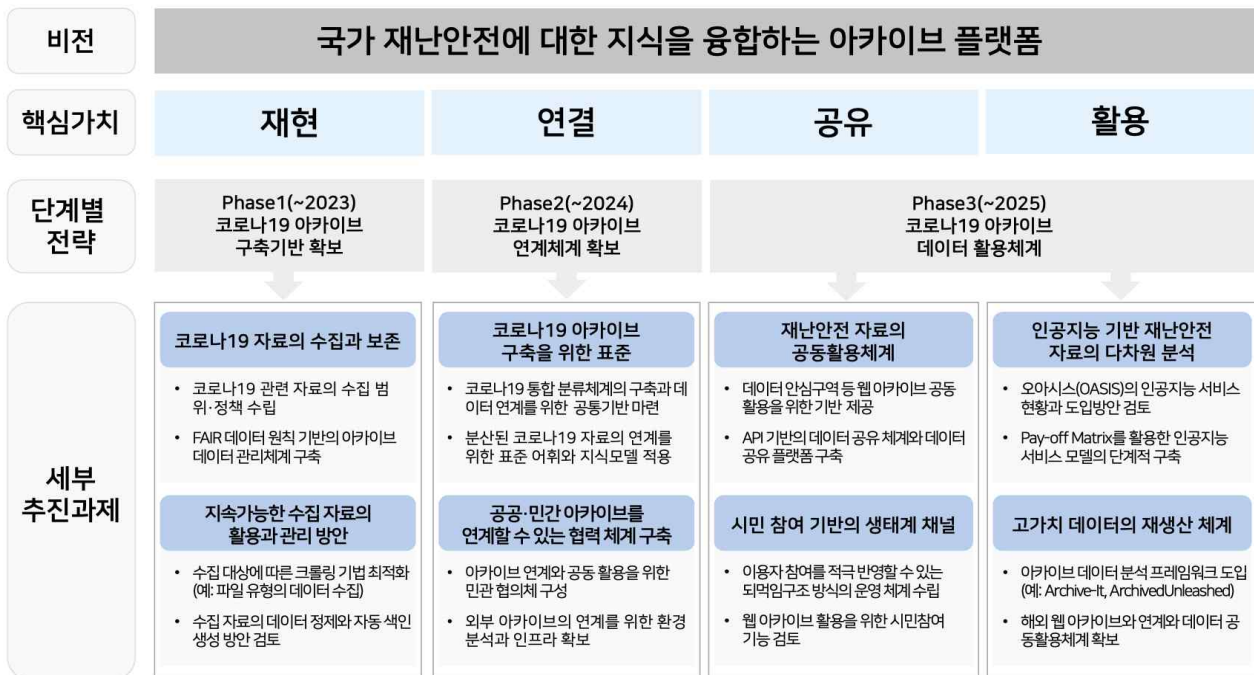 비전
국가 재난안전에 대한 지식을 융합하는 아카이브 플랫폼
핵심가치
재현
연결
공유
활용
단계별
전략
Phase1(~2023)
코로나19 아카이브
구축기반 확보
Phase2(~2024)
코로나19 아카이브
연계체계 확보
Phase3(~2025)
코로나19 아카이브
데이터 활용체계
세부
추진과제
코로나19 자료의 수집과 보존
• 코로나19 관련 자료의 수집 범
위·정책 수립
• FAIR 데이터 원칙 기반의 아카이브
데이터 관리체계 구축
지속가능한 수집 자료의
활용과 관리 방안
• 수집 대상에 따른 크롤링 기법 최적화
(예: 파일 유형의 데이터 수집)
• 수집 자료의 데이터 정제와 자동 색인
생성 방안 검토
코로나19 아카이브
구축을 위한 표준
• 코로나19 통합 분류체계의 구축과 데
이터 연계를 위한 공통기반 마련
• 분산된 코로나19 자료의 연계를
위한 표준 어휘와 지식모델 적용
공공·민간 아카이브를
연계할 수 있는 협력 체계 구축
• 아카이브 연계와 공동 활용을 위한
민관 협의체 구성
• 외부 아카이브의 연계를 위한 환경
분석과 인프라 확보
재난안전 자료의
공동활용체계
• 데이터 안심구역 등 웹 아카이브 공동
활용을 위한 기반 제공
• API 기반의 데이터 공유 체계와 데이터
공유 플랫폼 구축
시민 참여 기반의 생태계 채널
• 이용자 참여를 적극 반영할 수 있는
되먹임구조 방식의 운영 체계 수립
• 웹 아카이브 활용을 위한 시민참여
기능 검토
인공지능 기반 재난안전
자료의 다차원 분석
• 오아시스(OASIS)의 인공지능 서비스
현황과 도입방안 검토
• Pay-off Matrix를 활용한 인공지능
서비스 모델의 단계적 구축
고가치 데이터의 재생산 체계
• 아카이브 데이터 분석 프레임워크 도입
(예: Archive-It, ArchivedUnleashed)
• 해외 웹 아카이브와 연계와 데이터 공
동활용체계 확보